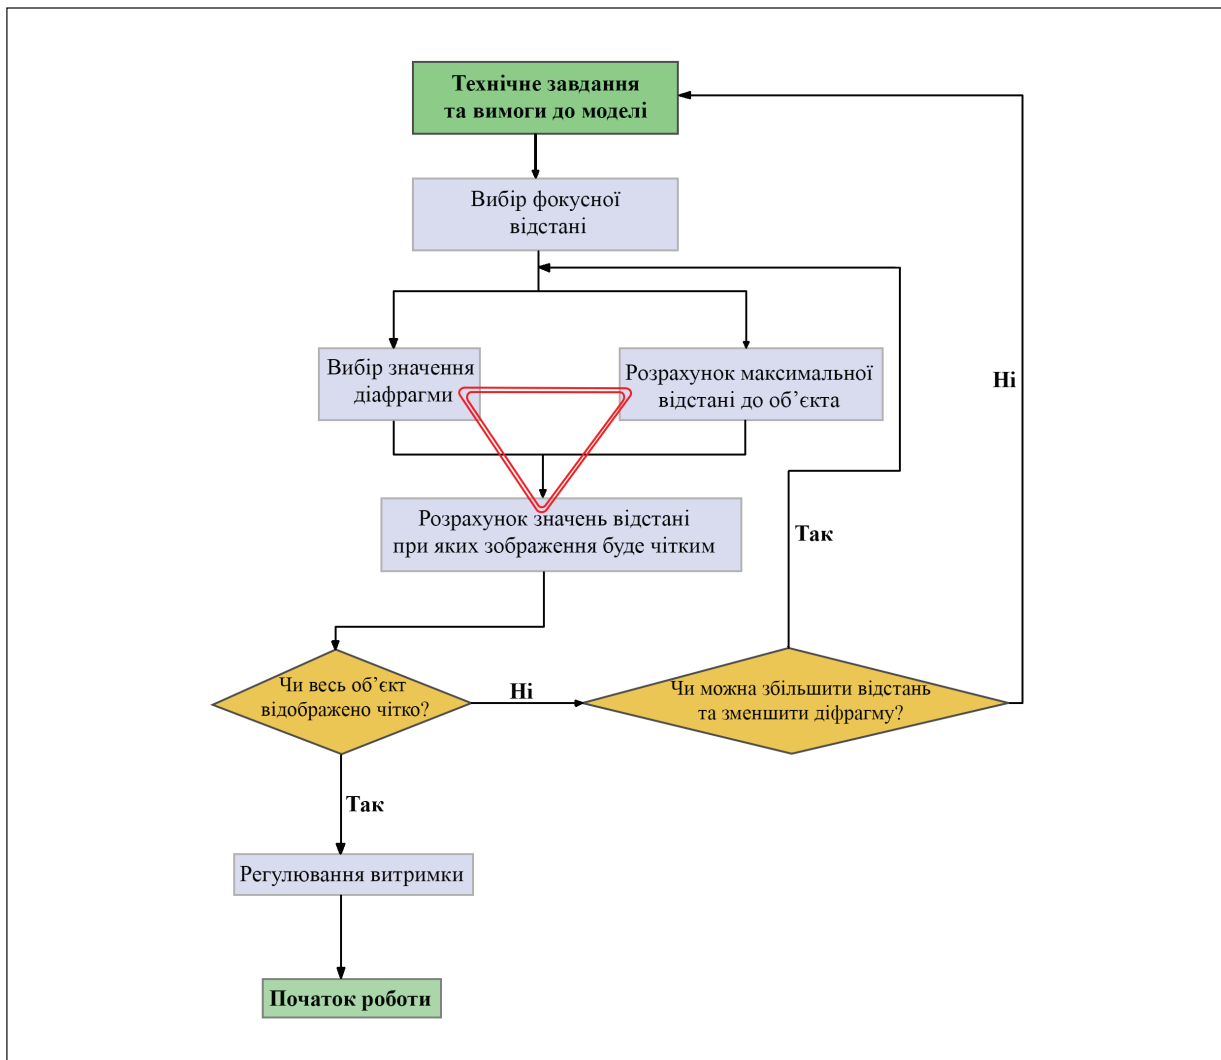 Технічне завдання
та вимоги до моделі
Вибір фокусної
відстані
Вибір значення
діафрагми
Розрахунок максимальної
відстані до об’єкта
Ні
Розрахунок значень відстані
при яких зображення буде чітким
Так
Чи весь об’єкт
відображено чітко?
Ні
Чи можна збільшити відстань
та зменшити діфрагму?
Так
Регулювання витримки
Початок роботи